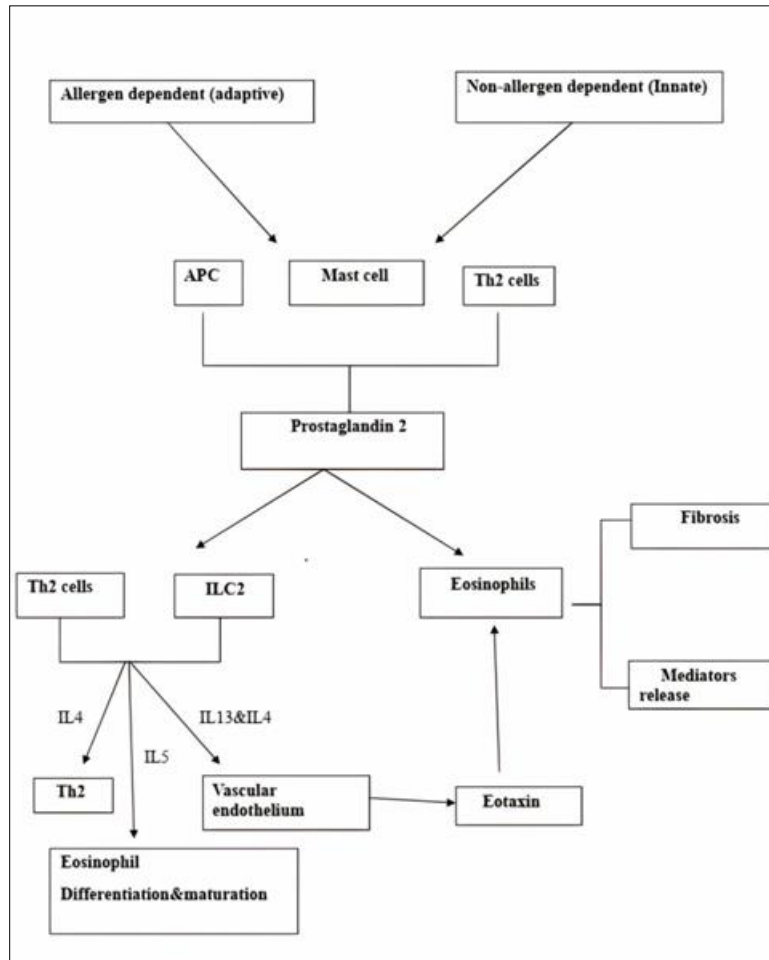 Allergen dependent (adaptive)
Non-allergen dependent (Innate)
APC
Mast cell
Th2 cells
Prostaglandin 2
Fibrosis
Th2 cells
ILC2
Eosinophils
Mediators
release
IL4
IL13&IL4
IL5
Th2
Vascular
endothelium
Eotaxin
Eosinophil
Differentiation&maturation